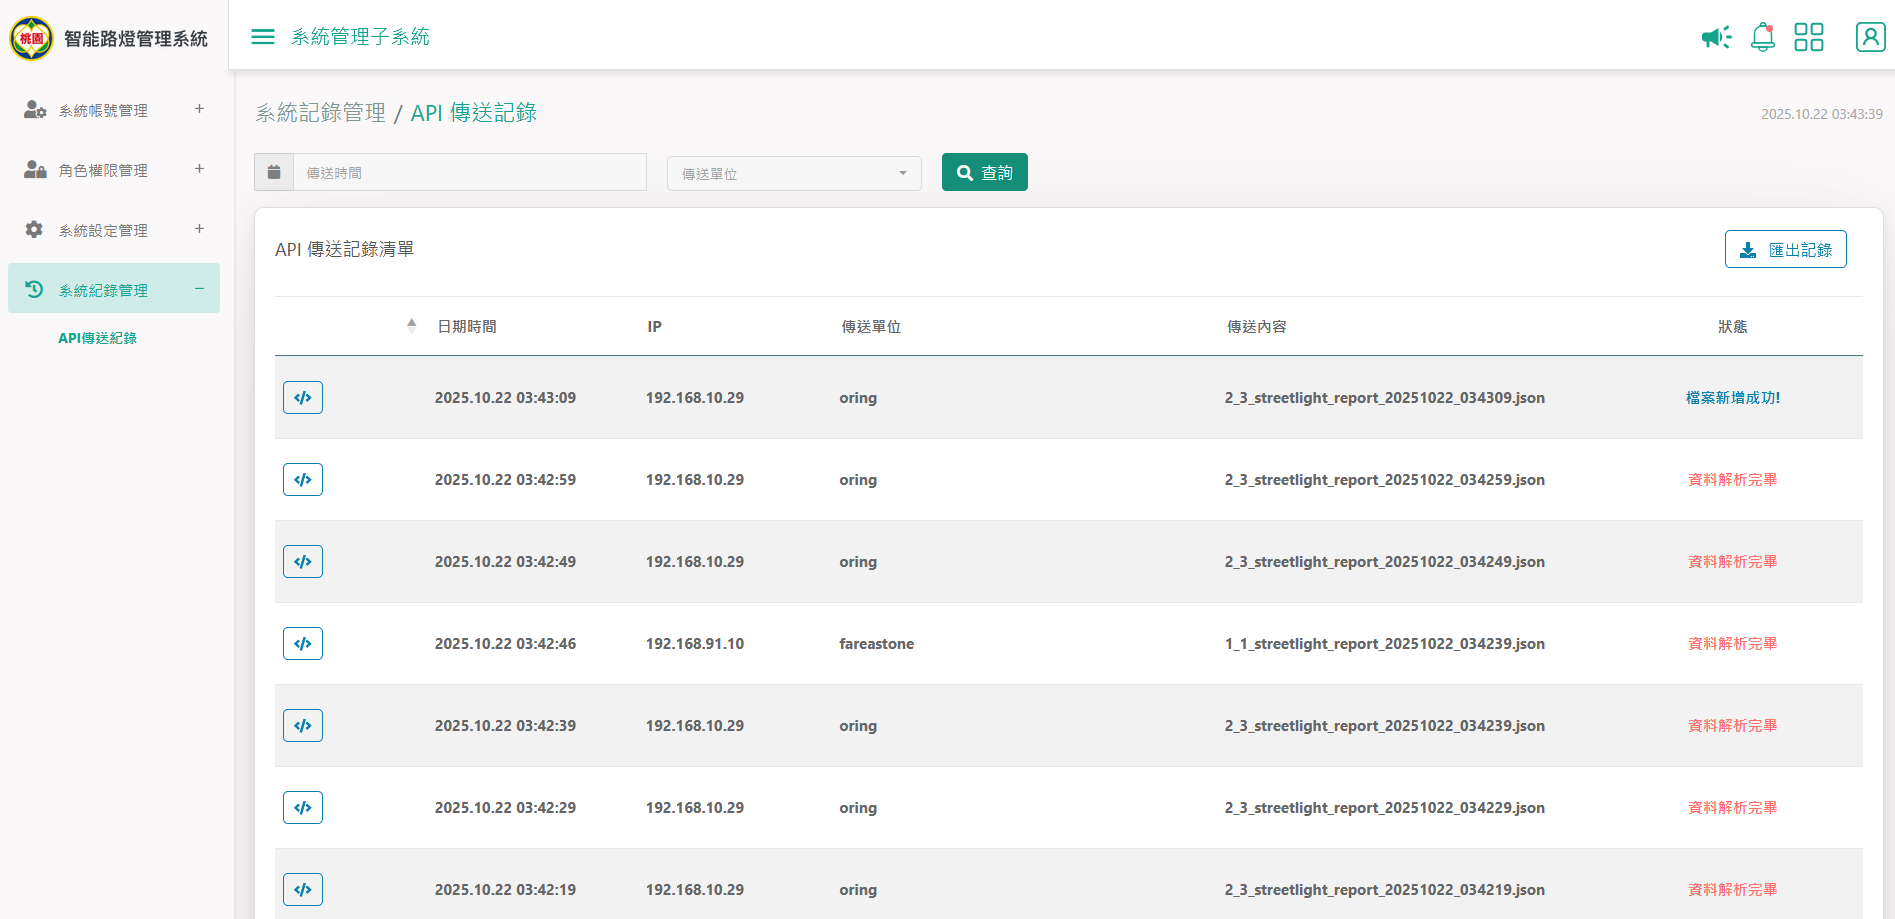 桃園 智能路燈管理系統
系統管理子系統
系統帳號管理 +
角色權限管理 +
系統設定管理 +
系統紀錄管理 −
API傳送紀錄
系統記錄管理 / API 傳送記錄
2025.10.22 03:43:39
傳送時間 傳送單位 查詢
API 傳送記錄清單 匯出記錄
日期時間 IP 傳送單位 傳送內容 狀態
</> 2025.10.22 03:43:09 192.168.10.29 oring 2_3_streetlight_report_20251022_034309.json 檔案新增成功!
</> 2025.10.22 03:42:59 192.168.10.29 oring 2_3_streetlight_report_20251022_034259.json 資料解析完畢
</> 2025.10.22 03:42:49 192.168.10.29 oring 2_3_streetlight_report_20251022_034249.json 資料解析完畢
</> 2025.10.22 03:42:46 192.168.91.10 fareastone 1_1_streetlight_report_20251022_034239.json 資料解析完畢
</> 2025.10.22 03:42:39 192.168.10.29 oring 2_3_streetlight_report_20251022_034239.json 資料解析完畢
</> 2025.10.22 03:42:29 192.168.10.29 oring 2_3_streetlight_report_20251022_034229.json 資料解析完畢
</> 2025.10.22 03:42:19 192.168.10.29 oring 2_3_streetlight_report_20251022_034219.json 資料解析完畢